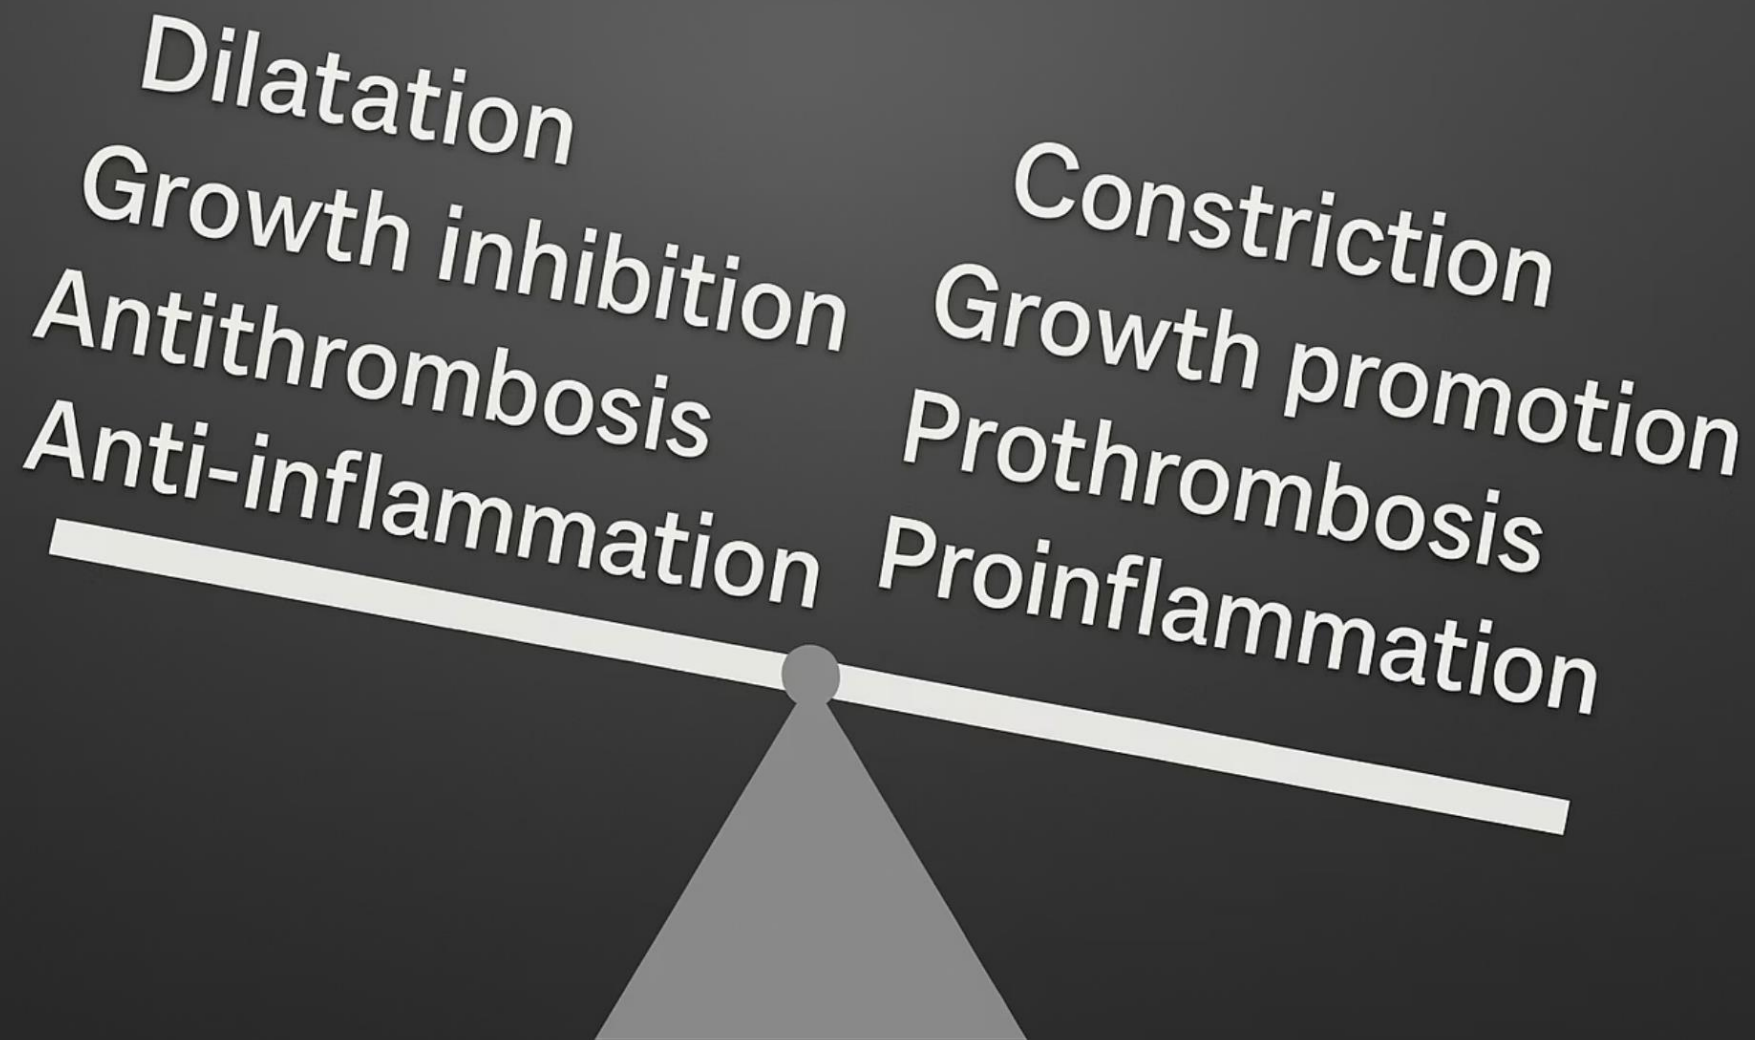 Dilatation
Growth inhibition
Antithrombosis
Anti-inflammation
Constriction
Growth promotion
Prothrombosis
Proinflammation